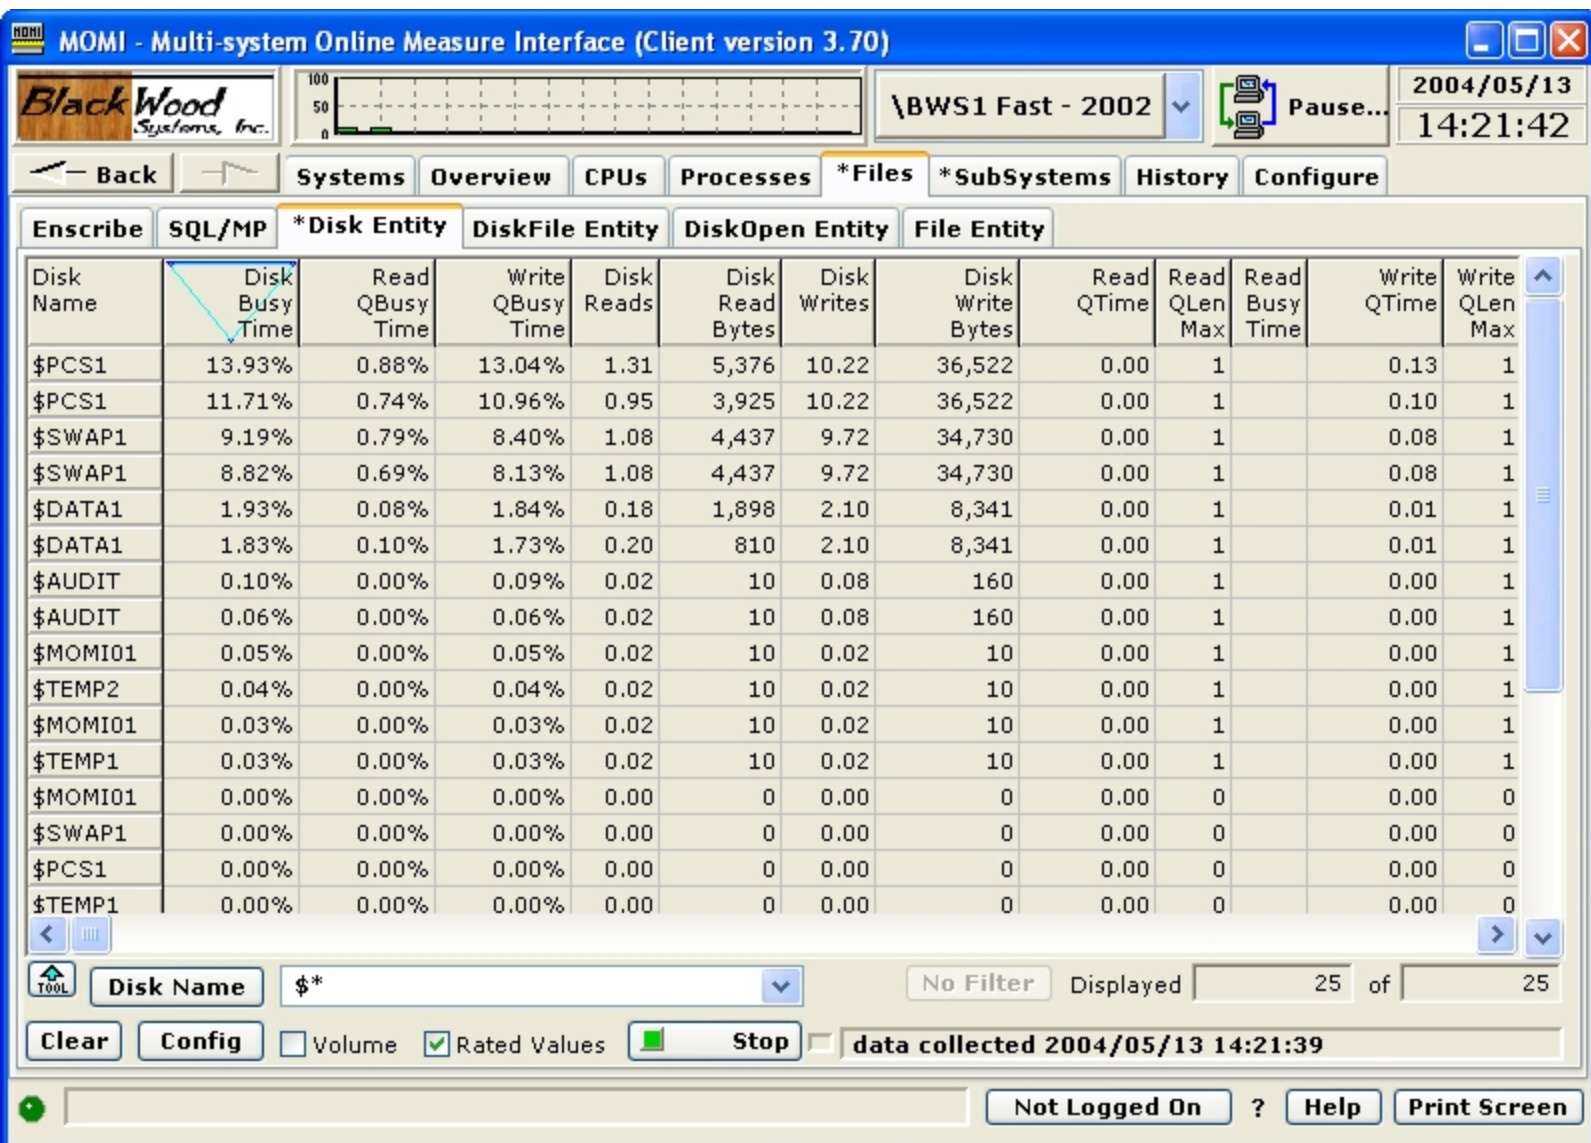 MOMI
MOMI - Multi-system Online Measure Interface (Client version 3.70)
BlackWood
Systems, Inc.
100
50
0
\BWS1 Fast - 2002
Pause...
2004/05/13
14:21:42
Back
Systems Overview CPUs Processes *Files *SubSystems History Configure
Enscribe SQL/MP *Disk Entity DiskFile Entity DiskOpen Entity File Entity
Disk Disk Read Write Disk Disk Disk Disk Read Read Read Write Write
Name Busy QBusy QBusy Reads Read Writes Write QTime QLen Busy QTime QLen
Time Time Time Bytes Bytes Max Time Max
$PCS1 13.93% 0.88% 13.04% 1.31 5,376 10.22 36,522 0.00 1 0.13 1
$PCS1 11.71% 0.74% 10.96% 0.95 3,925 10.22 36,522 0.00 1 0.10 1
$SWAP1 9.19% 0.79% 8.40% 1.08 4,437 9.72 34,730 0.00 1 0.08 1
$SWAP1 8.82% 0.69% 8.13% 1.08 4,437 9.72 34,730 0.00 1 0.08 1
$DATA1 1.93% 0.08% 1.84% 0.18 1,898 2.10 8,341 0.00 1 0.01 1
$DATA1 1.83% 0.10% 1.73% 0.20 810 2.10 8,341 0.00 1 0.01 1
$AUDIT 0.10% 0.00% 0.09% 0.02 10 0.08 160 0.00 1 0.00 1
$AUDIT 0.06% 0.00% 0.06% 0.02 10 0.08 160 0.00 1 0.00 1
$MOMI01 0.05% 0.00% 0.05% 0.02 10 0.02 10 0.00 1 0.00 1
$TEMP2 0.04% 0.00% 0.04% 0.02 10 0.02 10 0.00 1 0.00 1
$MOMI01 0.03% 0.00% 0.03% 0.02 10 0.02 10 0.00 1 0.00 1
$TEMP1 0.03% 0.00% 0.03% 0.02 10 0.02 10 0.00 1 0.00 1
$MOMI01 0.00% 0.00% 0.00% 0.00 0 0.00 0 0.00 0 0.00 0
$SWAP1 0.00% 0.00% 0.00% 0.00 0 0.00 0 0.00 0 0.00 0
$PCS1 0.00% 0.00% 0.00% 0.00 0 0.00 0 0.00 0 0.00 0
$TEMP1 0.00% 0.00% 0.00% 0.00 0 0.00 0 0.00 0 0.00 0
TOOL Disk Name $* No Filter Displayed 25 of 25
Clear Config Volume Rated Values Stop data collected 2004/05/13 14:21:39
Not Logged On ? Help Print Screen